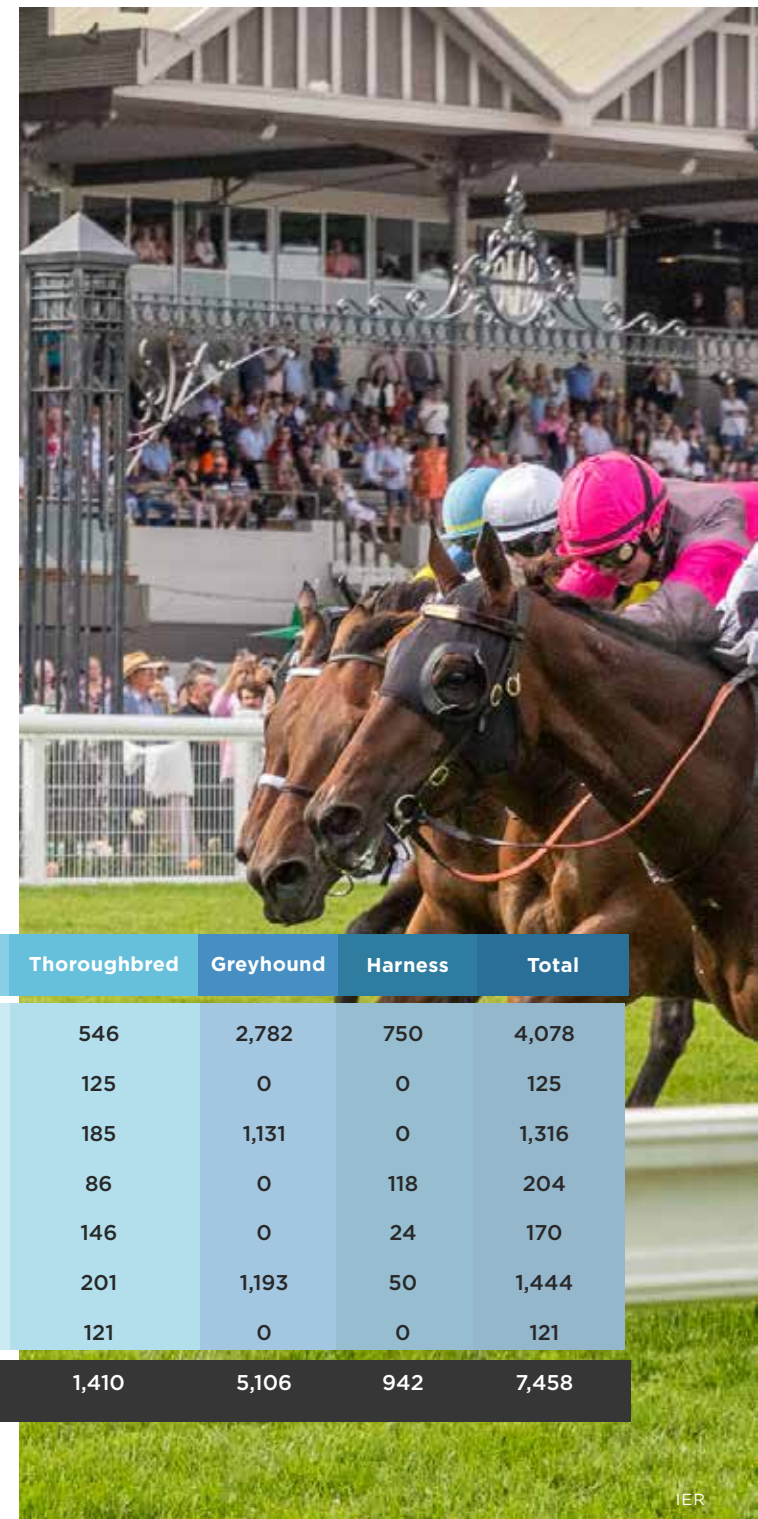 Thoroughbred Greyhound Harness Total
546 2,782 750 4,078
125 0 0 125
185 1,131 0 1,316
86 0 118 204
146 0 24 170
201 1,193 50 1,444
121 0 0 121
1,410 5,106 942 7,458
IER